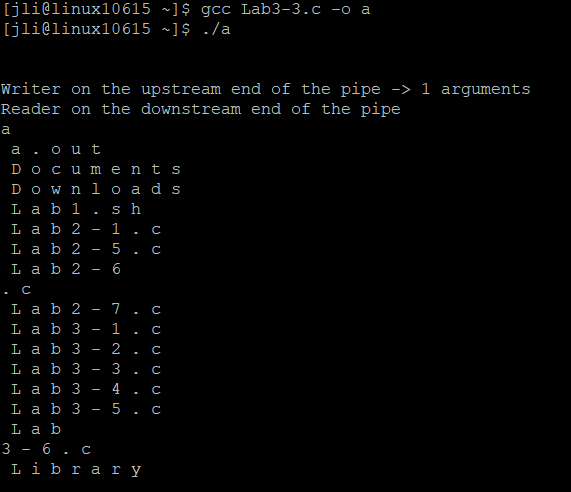 [jli@linux10615 ~]$ gcc Lab3-3.c -o a
[jli@linux10615 ~]$ ./a
Writer on the upstream end of the pipe -> 1 arguments
Reader on the downstream end of the pipe
a
a . o u t
D o c u m e n t s
D o w n l o a d s
L a b 1 . s h
L a b 2 - 1 . c
L a b 2 - 5 . c
L a b 2 - 6
. c
L a b 2 - 7 . c
L a b 3 - 1 . c
L a b 3 - 2 . c
L a b 3 - 3 . c
L a b 3 - 4 . c
L a b 3 - 5 . c
L a b
3 - 6 . c
L i b r a r y